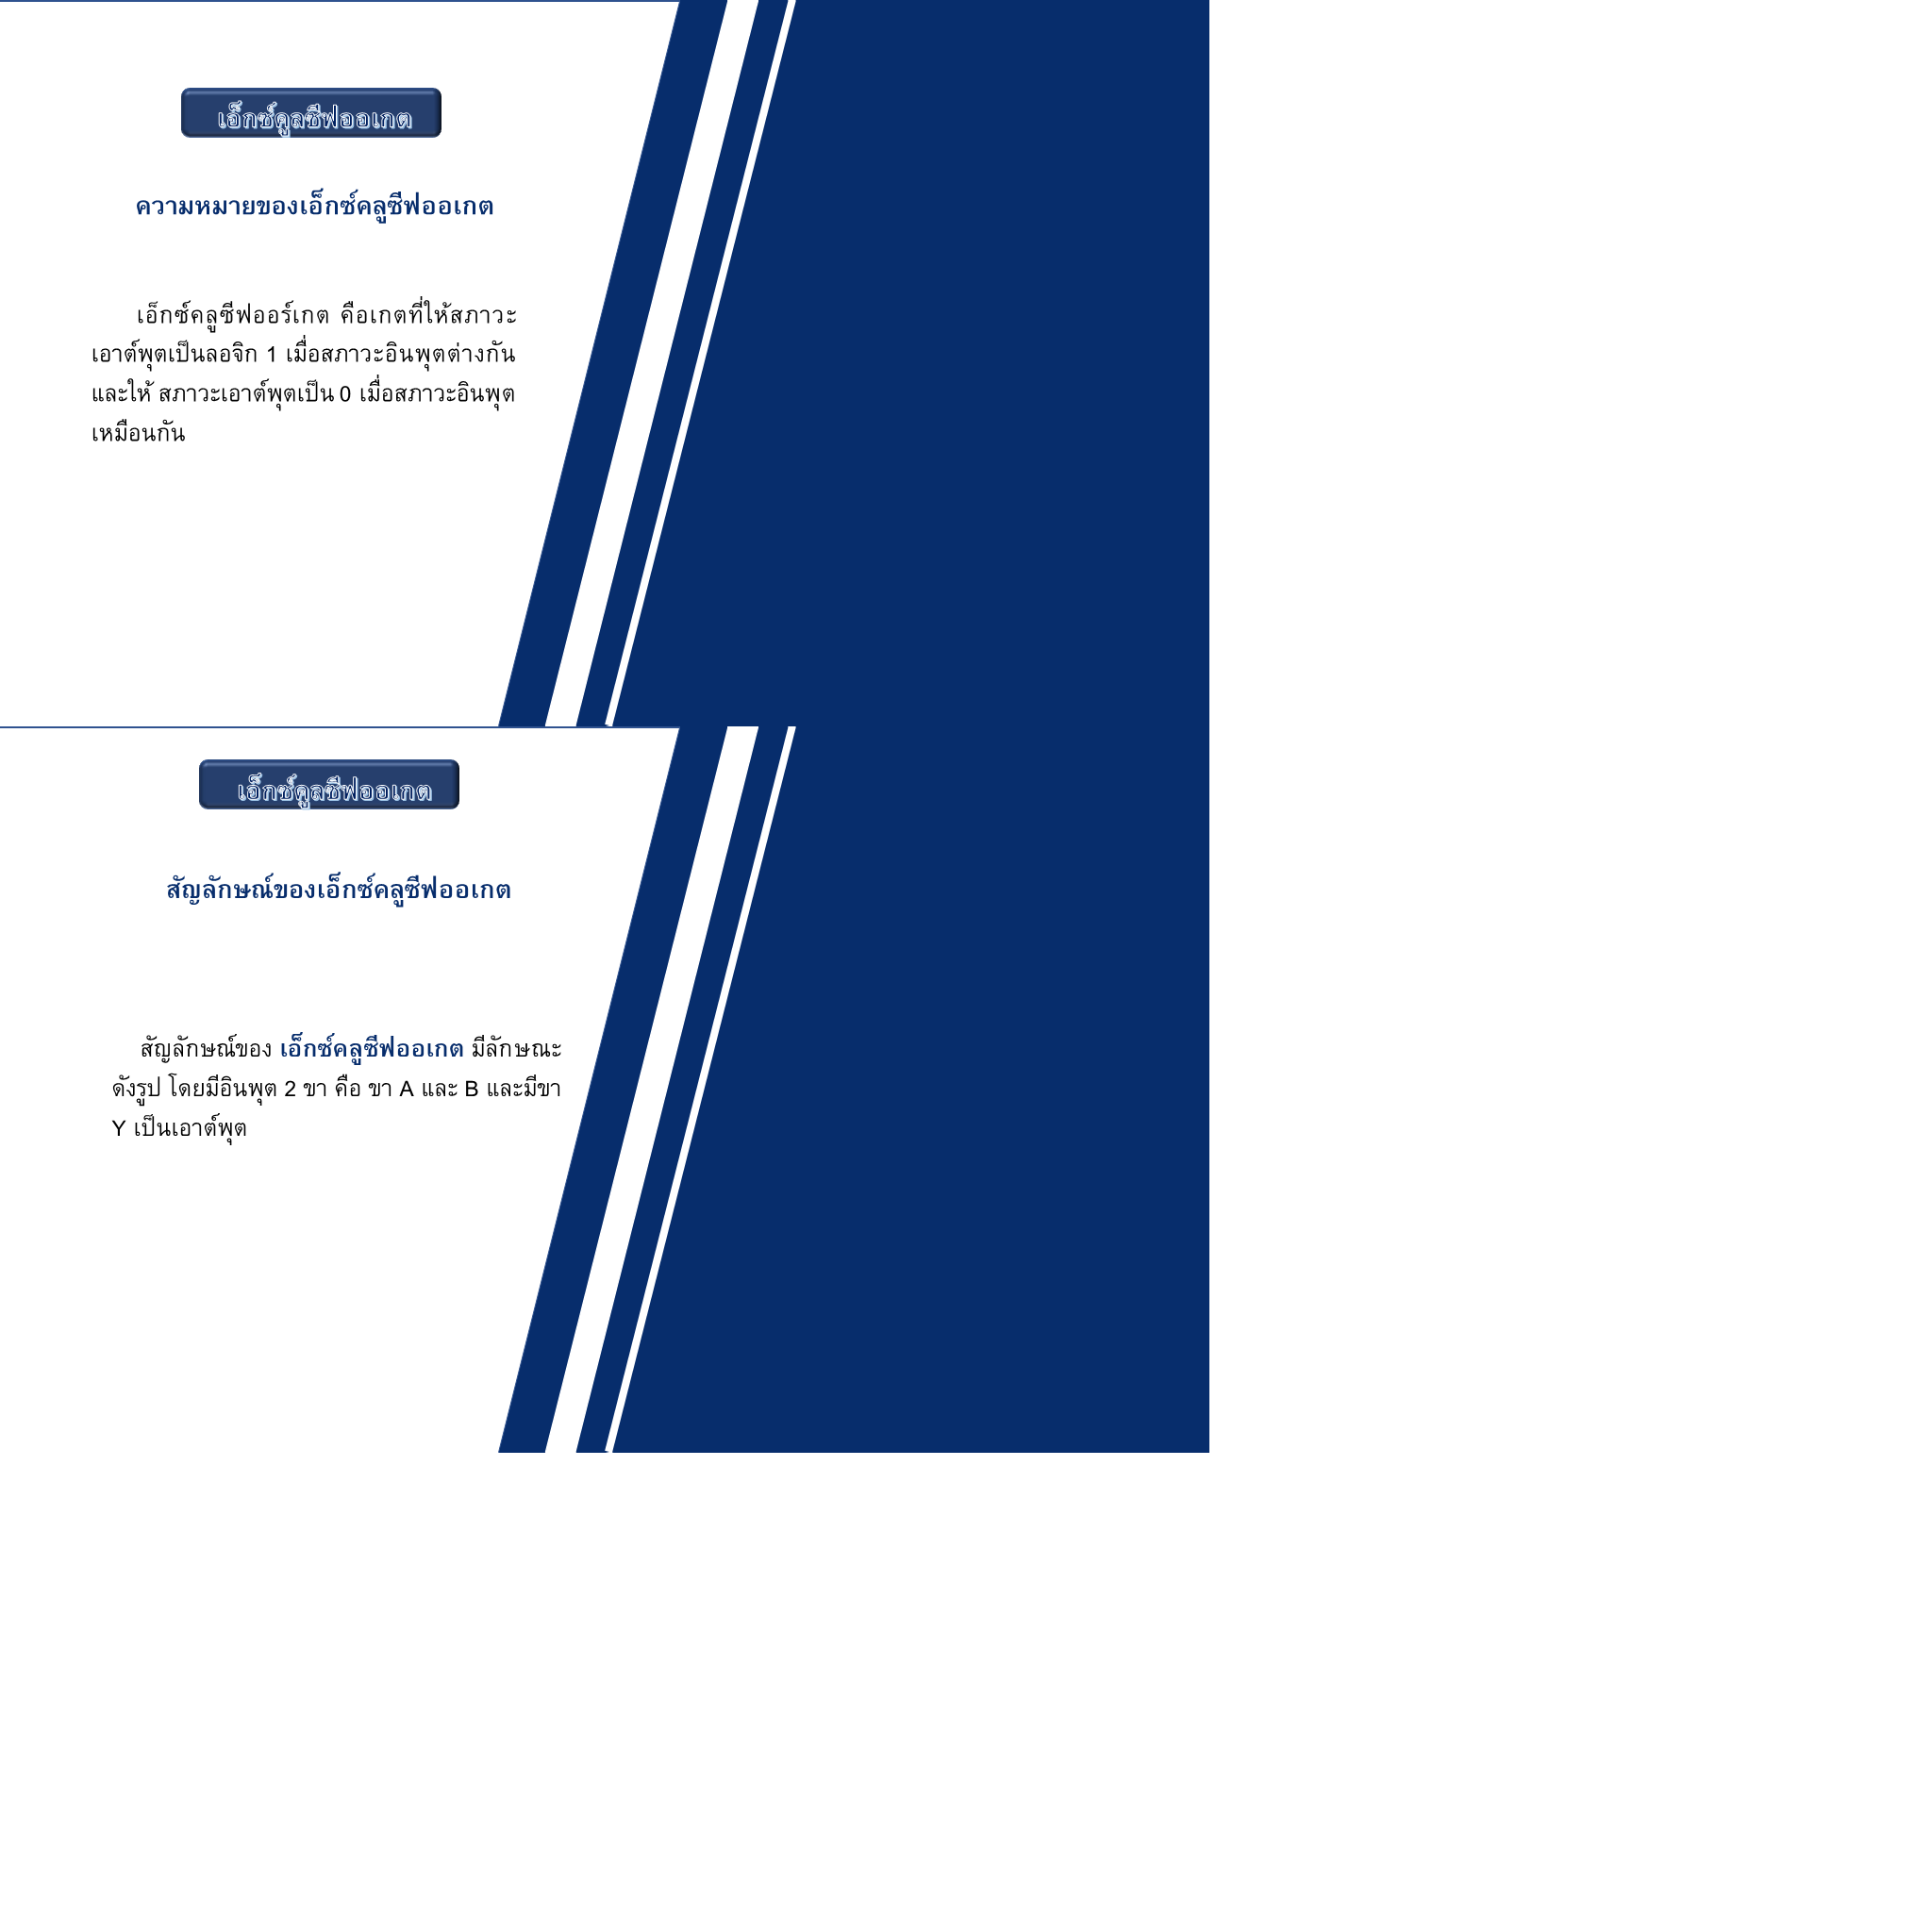 เอ็กซ์คูลซีฟออเกต
ความหมายของเอ็กซ์คลูซีฟออเกต
เอ็กซ์คลูซีฟออร์เกต คือเกตที่ให้สภาวะ
เอาต์พุตเป็นลอจิก 1 เมื่อสภาวะอินพุตต่างกัน
และให้ สภาวะเอาต์พุตเป็น 0 เมื่อสภาวะอินพุต
เหมือนกัน
เอ็กซ์คูลซีฟออเกต
สัญลักษณ์ของเอ็กซ์คลูซีฟออเกต
สัญลักษณ์ของ เอ็กซ์คลูซีฟออเกต มีลักษณะ
ดังรูป โดยมีอินพุต 2 ขา คือ ขา A และ B และมีขา
Y เป็นเอาต์พุต